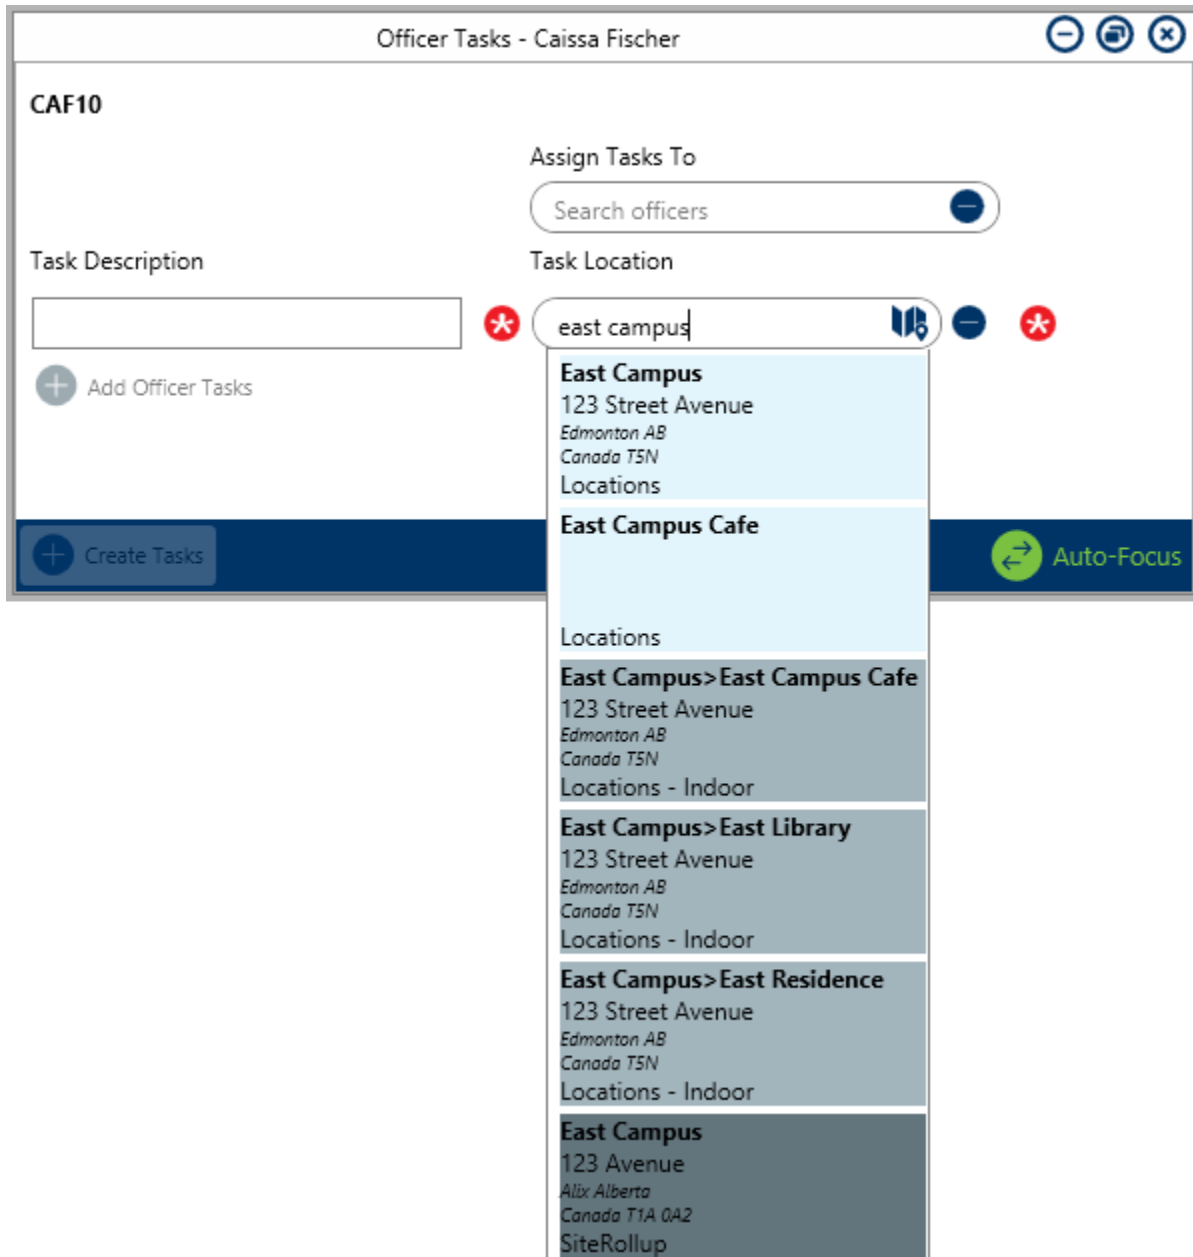 Officer Tasks - Caissa Fischer
CAF10
Assign Tasks To
Search officers
Task Description
Task Location
east campus
Add Officer Tasks
East Campus
123 Street Avenue
Edmonton AB
Canada T5N
Locations
East Campus Cafe
Locations
Create Tasks
Auto-Focus
East Campus>East Campus Cafe
123 Street Avenue
Edmonton AB
Canada T5N
Locations - Indoor
East Campus>East Library
123 Street Avenue
Edmonton AB
Canada T5N
Locations - Indoor
East Campus>East Residence
123 Street Avenue
Edmonton AB
Canada T5N
Locations - Indoor
East Campus
123 Avenue
Alix Alberta
Canada T1A 0A2
SiteRollup